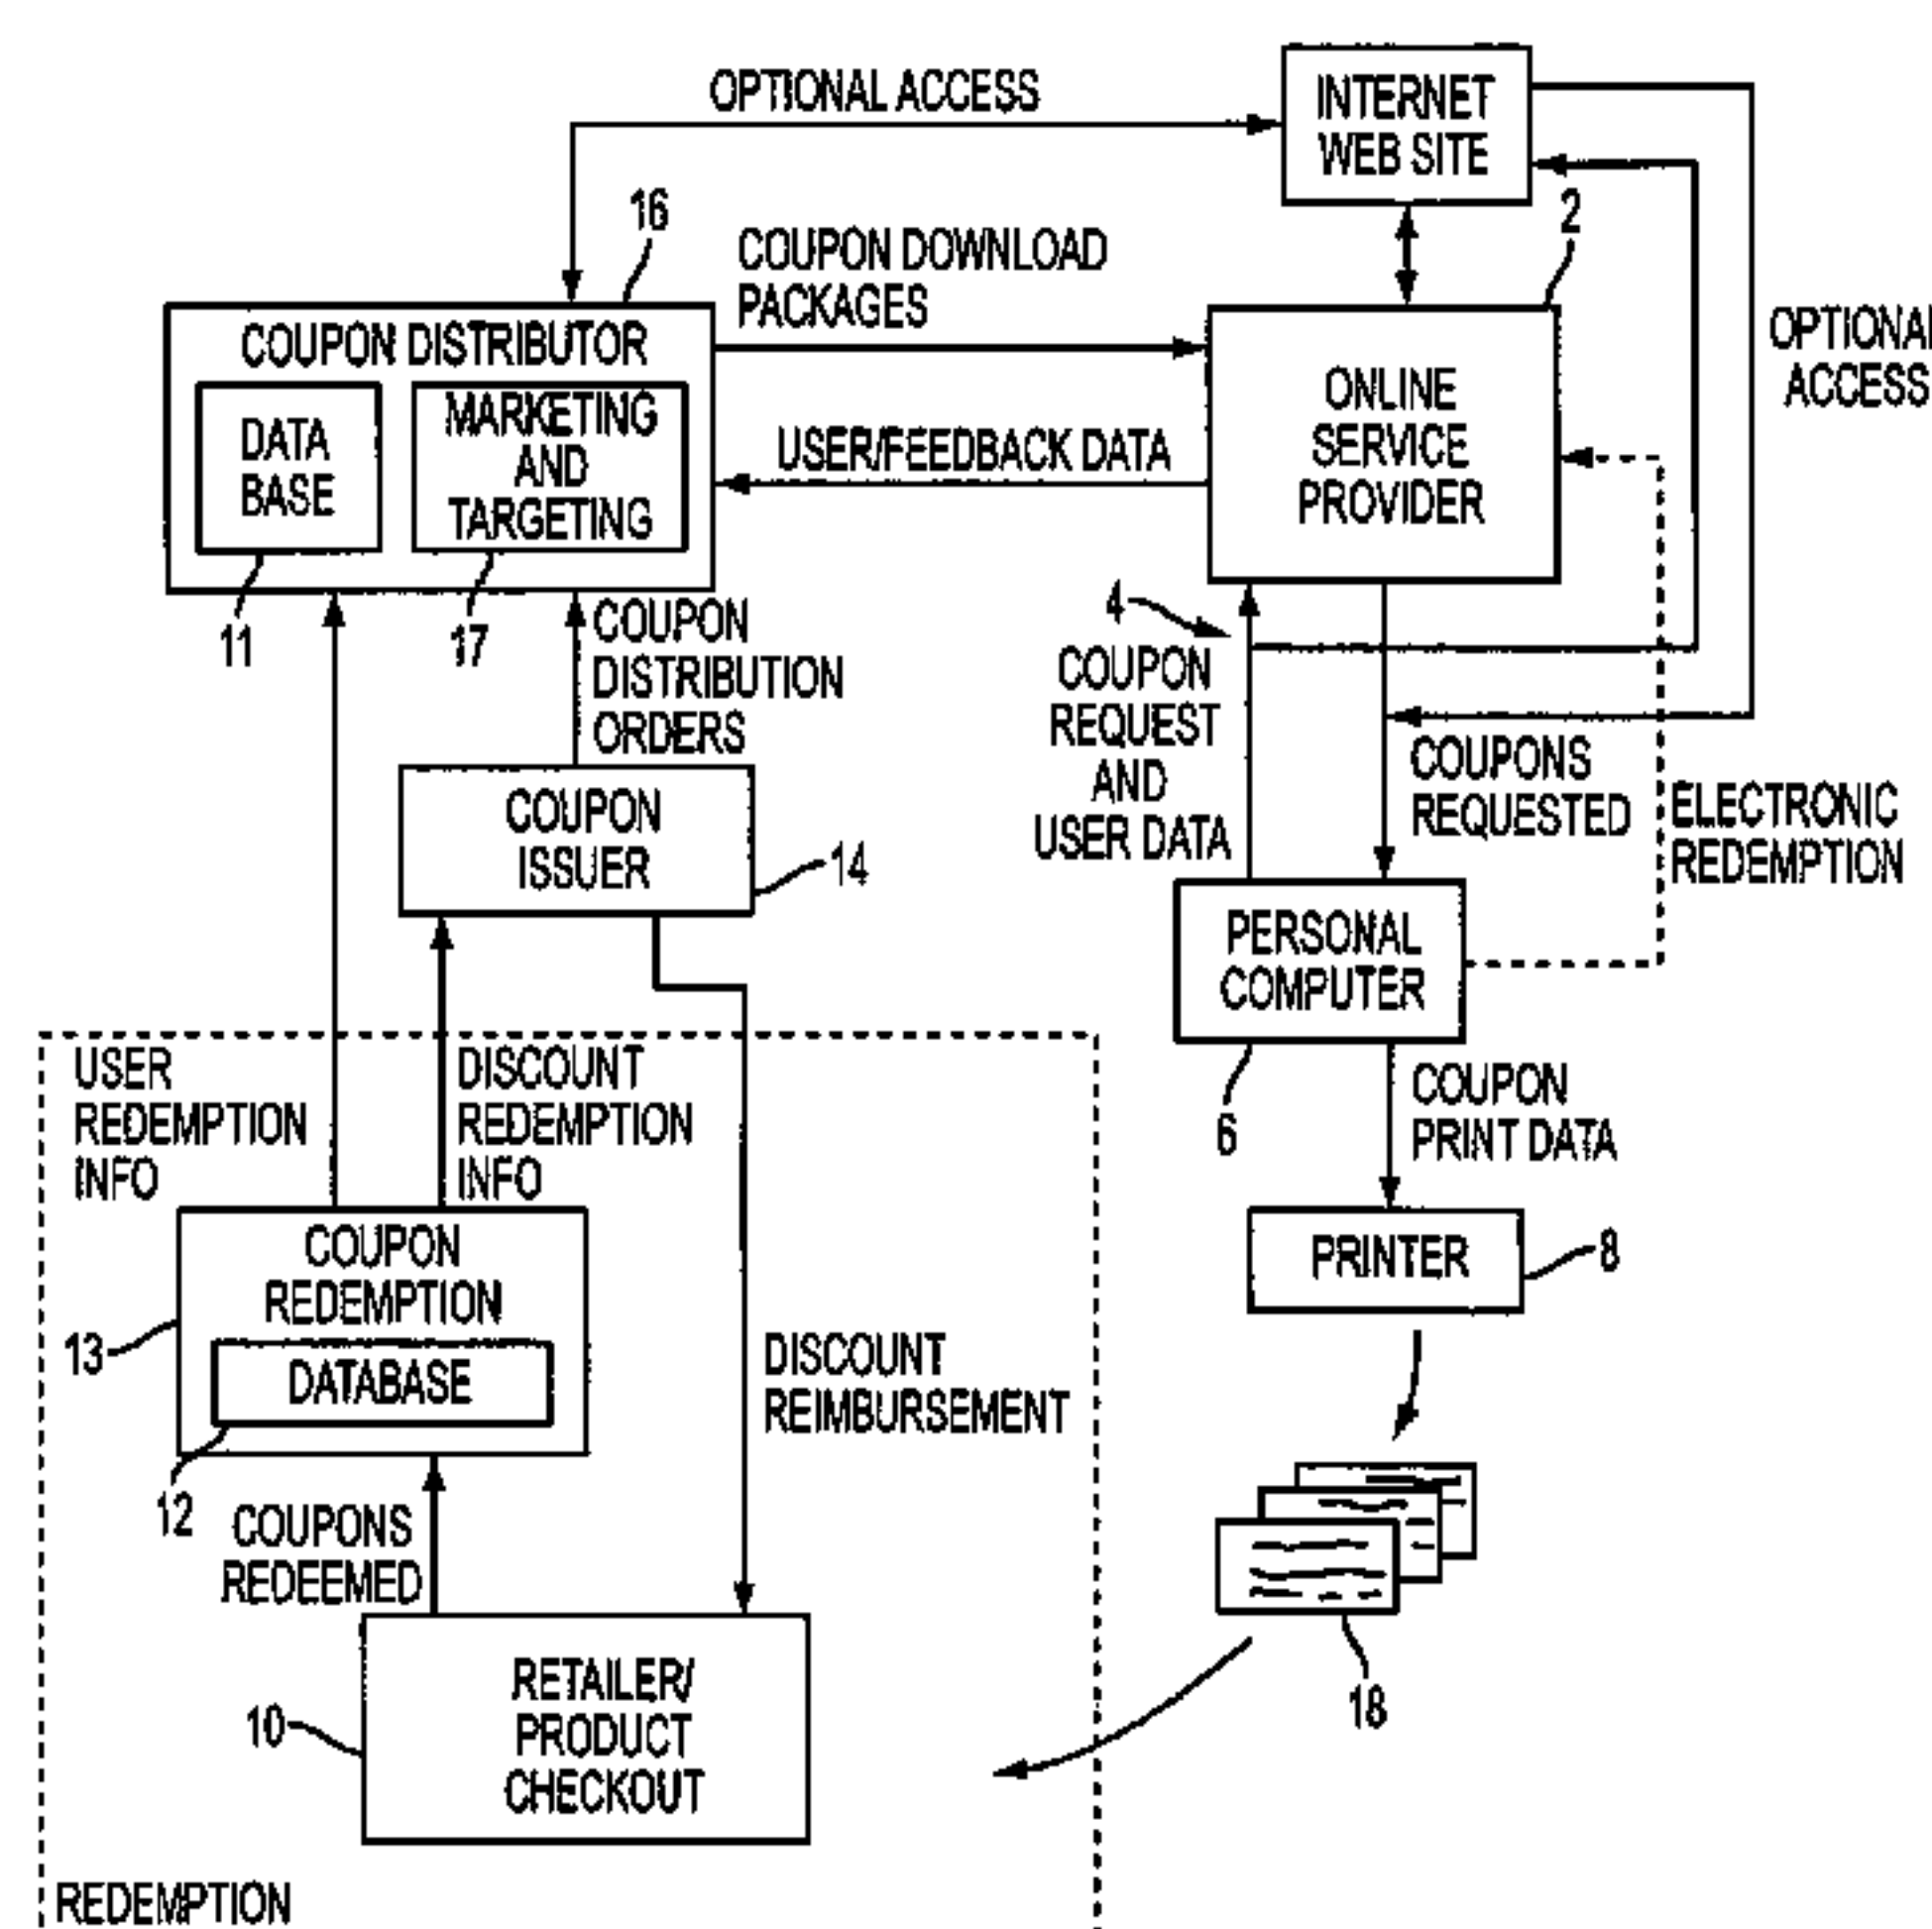 OPTIONAL ACCESS
INTERNET
WEB SITE
16
2
COUPON DOWNLOAD
PACKAGES
COUPON DISTRIBUTOR
DATA
BASE
MARKETING
AND
TARGETING
11
17
USER/FEEDBACK DATA
ONLINE
SERVICE
PROVIDER
OPTIONAL
ACCESS
4
COUPON
DISTRIBUTION
ORDERS
COUPON
REQUEST
AND
USER DATA
COUPONS
REQUESTED
ELECTRONIC
REDEMPTION
COUPON
ISSUER
14
PERSONAL
COMPUTER
6
USER
REDEMPTION
INFO
DISCOUNT
REDEMPTION
INFO
COUPON
PRINT DATA
COUPON
REDEMPTION
DATABASE
13
12
PRINTER
8
DISCOUNT
REIMBURSEMENT
COUPONS
REDEEMED
18
RETAILER/
PRODUCT
CHECKOUT
10
REDEMPTION